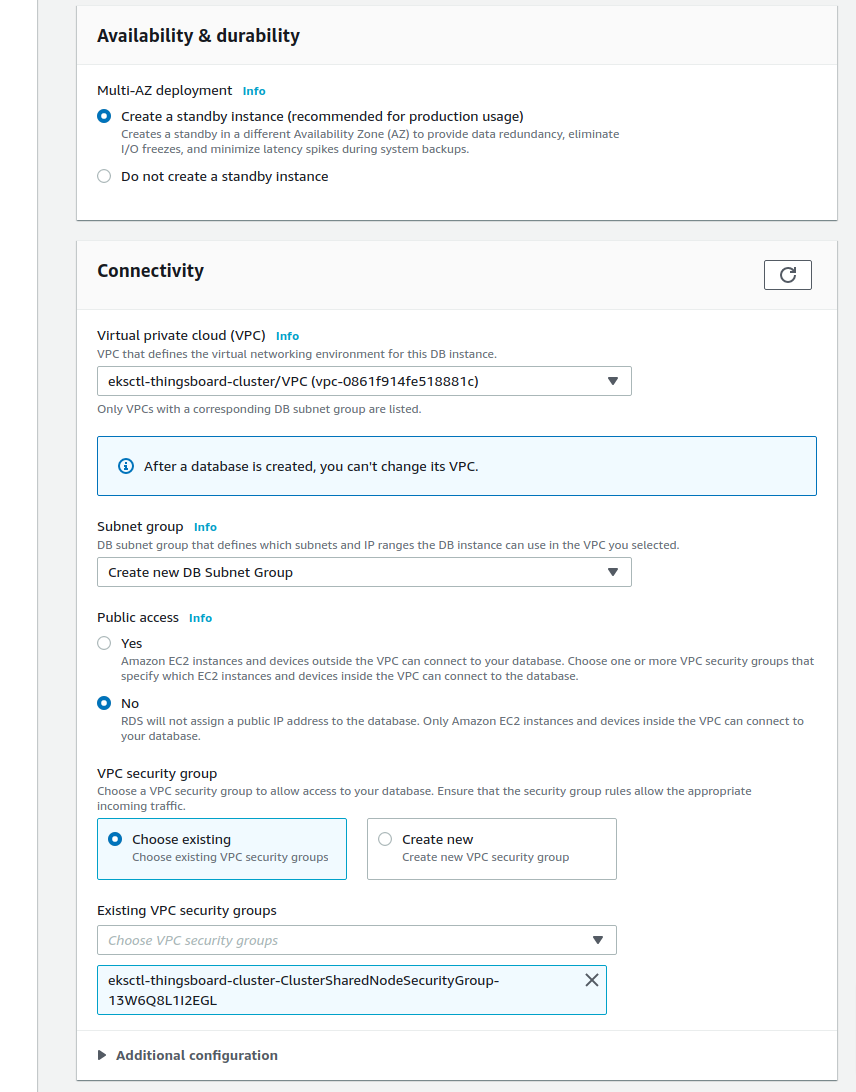 Availability & durability
Multi-AZ deployment Info
Create a standby instance (recommended for production usage)
Creates a standby in a different Availability Zone (AZ) to provide data redundancy, eliminate
I/O freezes, and minimize latency spikes during system backups.
Do not create a standby instance
Connectivity
Virtual private cloud (VPC) Info
VPC that defines the virtual networking environment for this DB instance.
eksctl-thingsboard-cluster/VPC (vpc-0861f914fe518881c)
Only VPCs with a corresponding DB subnet group are listed.
After a database is created, you can't change its VPC.
Subnet group Info
DB subnet group that defines which subnets and IP ranges the DB instance can use in the VPC you selected.
Create new DB Subnet Group
Public access Info
Yes
Amazon EC2 instances and devices outside the VPC can connect to your database. Choose one or more VPC security groups that
specify which EC2 instances and devices inside the VPC can connect to the database.
No
RDS will not assign a public IP address to the database. Only Amazon EC2 instances and devices inside the VPC can connect to
your database.
VPC security group
Choose a VPC security group to allow access to your database. Ensure that the security group rules allow the appropriate
incoming traffic.
Choose existing
Choose existing VPC security groups
Create new
Create new VPC security group
Existing VPC security groups
Choose VPC security groups
eksctl-thingsboard-cluster-ClusterSharedNodeSecurityGroup-
13W6Q8L1I2EGL
Additional configuration